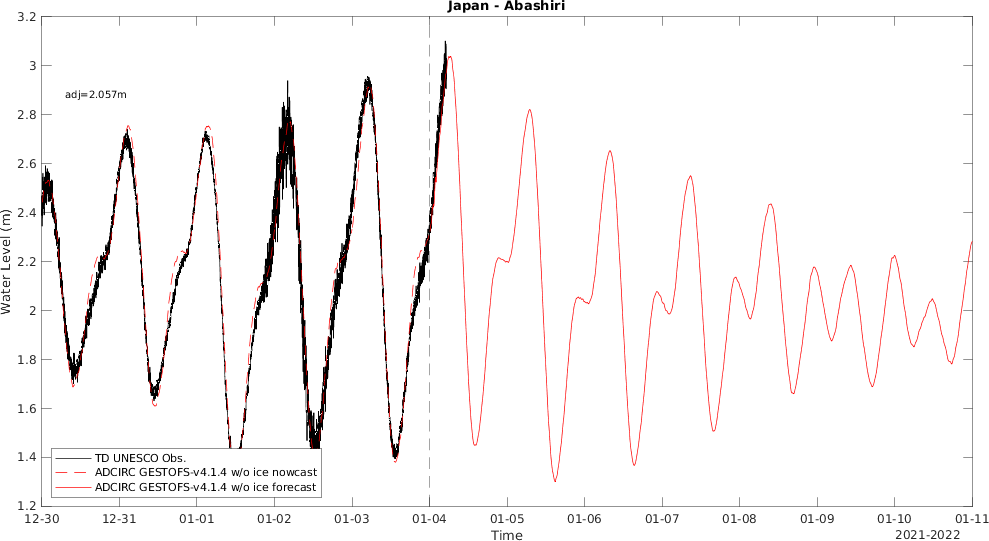 Japan - Abashiri
3.2
3
2.8
2.6
2.4
2.2
2
1.8
1.6
1.4
1.2
Water Level (m)
adj=2.057m
TD UNESCO Obs.
ADCIRC GESTOFS-v4.1.4 w/o ice nowcast
ADCIRC GESTOFS-v4.1.4 w/o ice forecast
12-30 12-31 01-01 01-02 01-03 01-04 01-05 01-06 01-07 01-08 01-09 01-10 01-11
Time
2021-2022